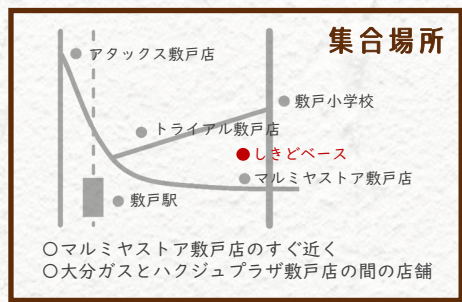 集合場所
アタックス敷戸店
敷戸小学校
トライアル敷戸店
しきどベース
マルミヤストア敷戸店
敷戸駅
〇マルミヤストア敷戸店のすぐ近く
〇大分ガスとハクジュプラザ敷戸店の間の店舗